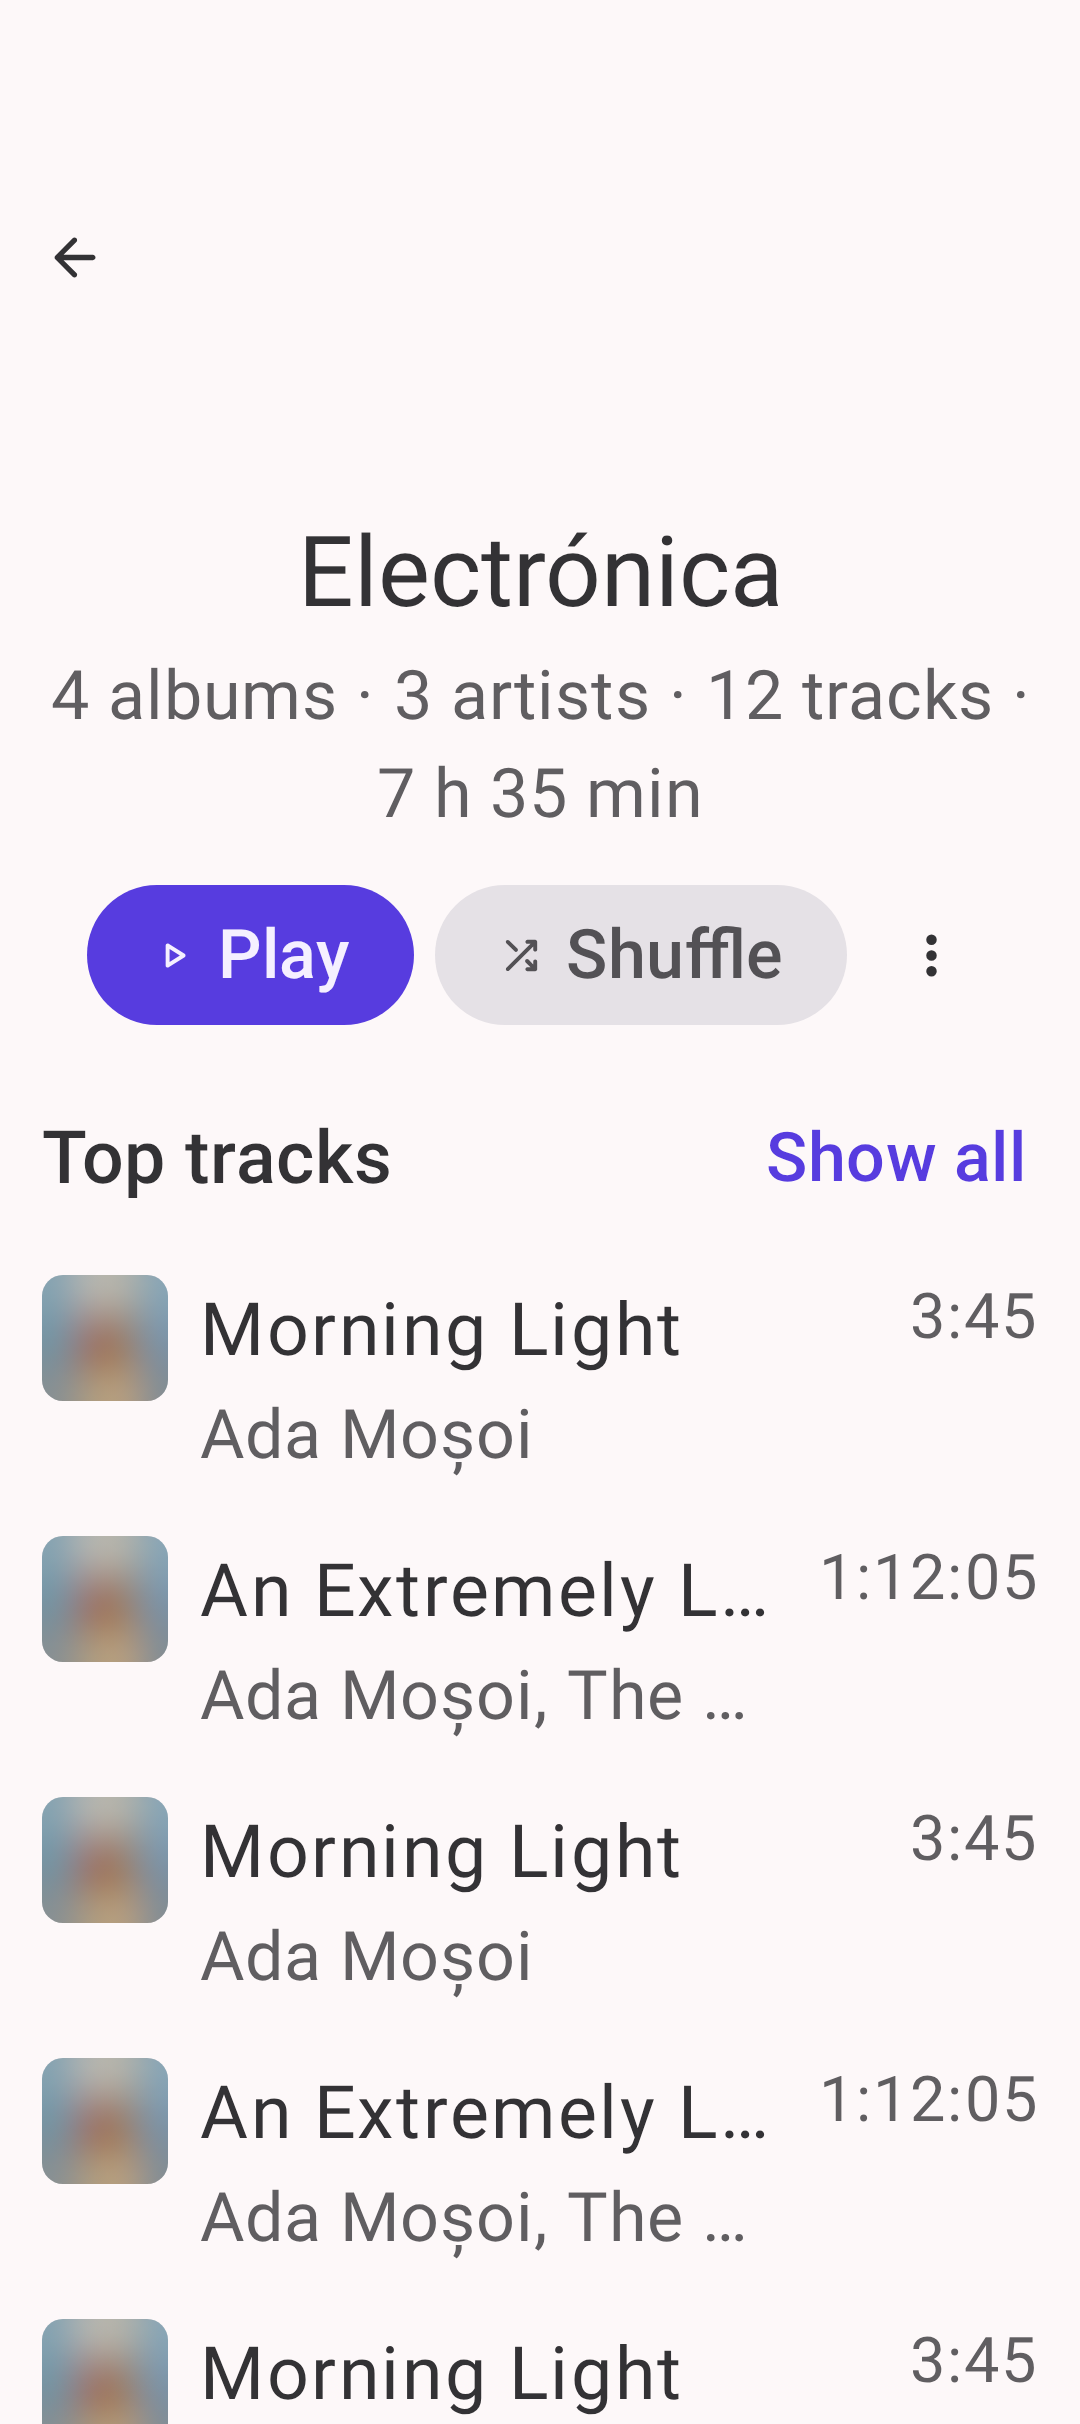 Electrónica
4 albums · 3 artists · 12 tracks ·
7 h 35 min
Play
Shuffle
Top tracks
Show all
Morning Light
3:45
Ada Moșoi
An Extremely L…
1:12:05
Ada Moșoi, The …
Morning Light
3:45
Ada Moșoi
An Extremely L…
1:12:05
Ada Moșoi, The …
Morning Light
3:45